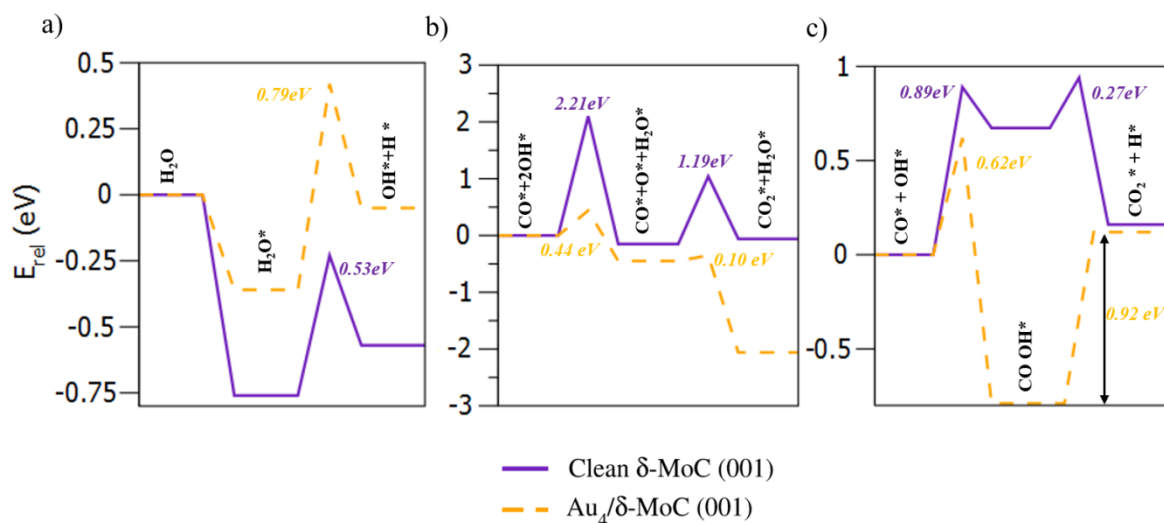 a)
E_rel (eV)
0.5
0.25
0
-0.25
-0.5
-0.75
H₂O
H₂O*
0.79eV
0.53eV
OH*+H *
b)
3
2
1
0
-1
-2
-3
CO*+2OH*
2.21eV
0.44 eV
CO*+O*+H₂O*
1.19eV
0.10 eV
CO₂*+H₂O*
c)
1
0.5
0
-0.5
CO* + OH*
0.89eV
0.62eV
CO OH*
0.27eV
CO₂* + H*
0.92 eV
Clean δ-MoC (001)
Au₄/δ-MoC (001)